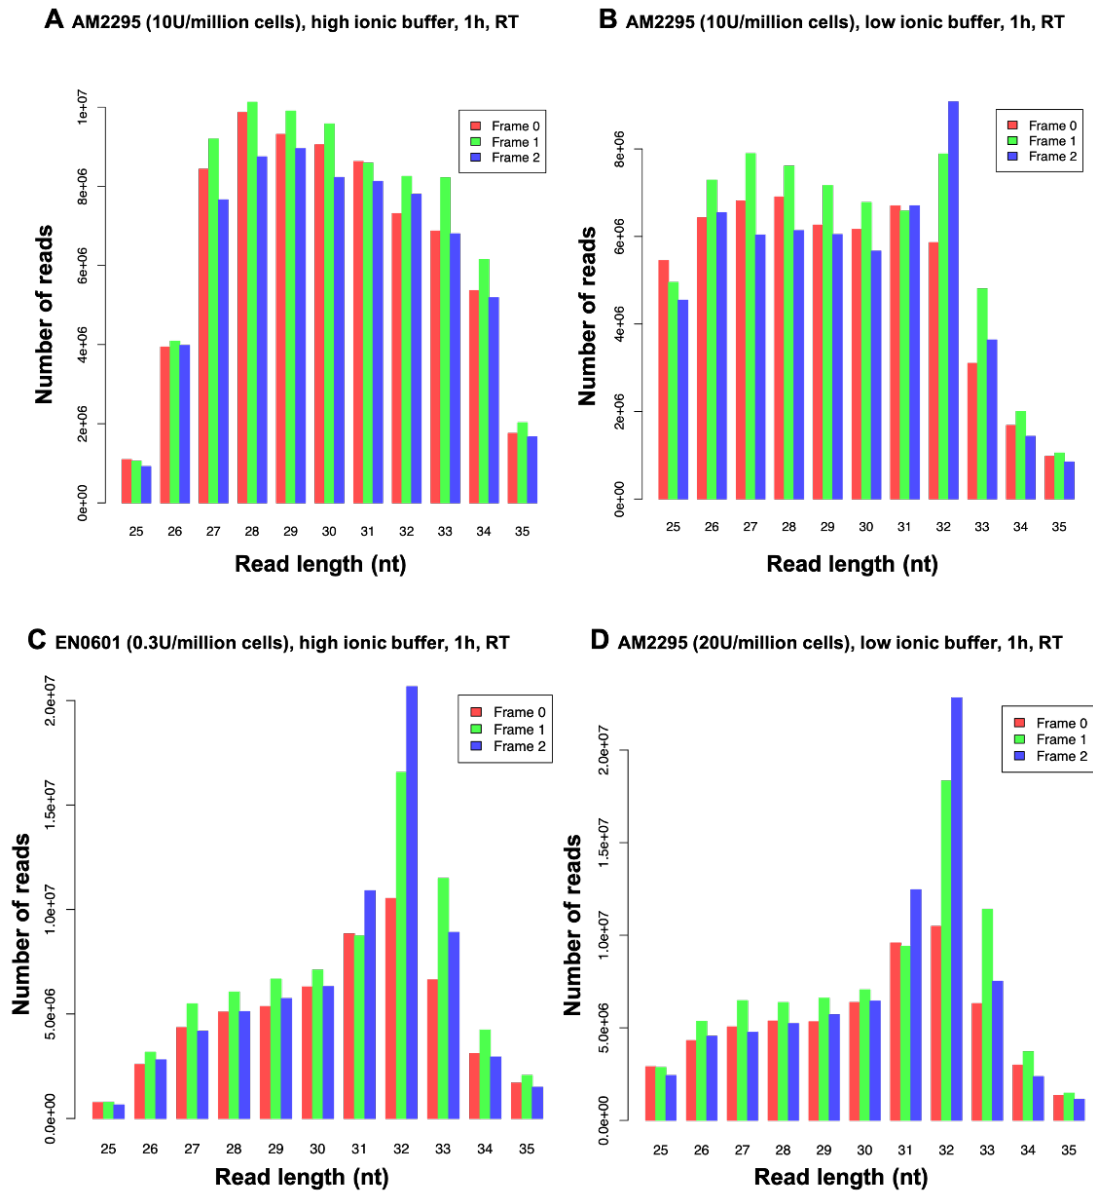 A AM2295 (10U/million cells), high ionic buffer, 1h, RT
Number of reads
0e+00 2e+06 4e+06 6e+06 8e+06 1e+07
Frame 0
Frame 1
Frame 2
25 26 27 28 29 30 31 32 33 34 35
Read length (nt)
B AM2295 (10U/million cells), low ionic buffer, 1h, RT
Number of reads
0e+00 2e+06 4e+06 6e+06 8e+06
Frame 0
Frame 1
Frame 2
25 26 27 28 29 30 31 32 33 34 35
Read length (nt)
C EN0601 (0.3U/million cells), high ionic buffer, 1h, RT
Number of reads
0.0e+00 5.0e+06 1.0e+07 1.5e+07 2.0e+07
Frame 0
Frame 1
Frame 2
25 26 27 28 29 30 31 32 33 34 35
Read length (nt)
D AM2295 (20U/million cells), low ionic buffer, 1h, RT
Number of reads
0.0e+00 5.0e+06 1.0e+07 1.5e+07 2.0e+07
Frame 0
Frame 1
Frame 2
25 26 27 28 29 30 31 32 33 34 35
Read length (nt)